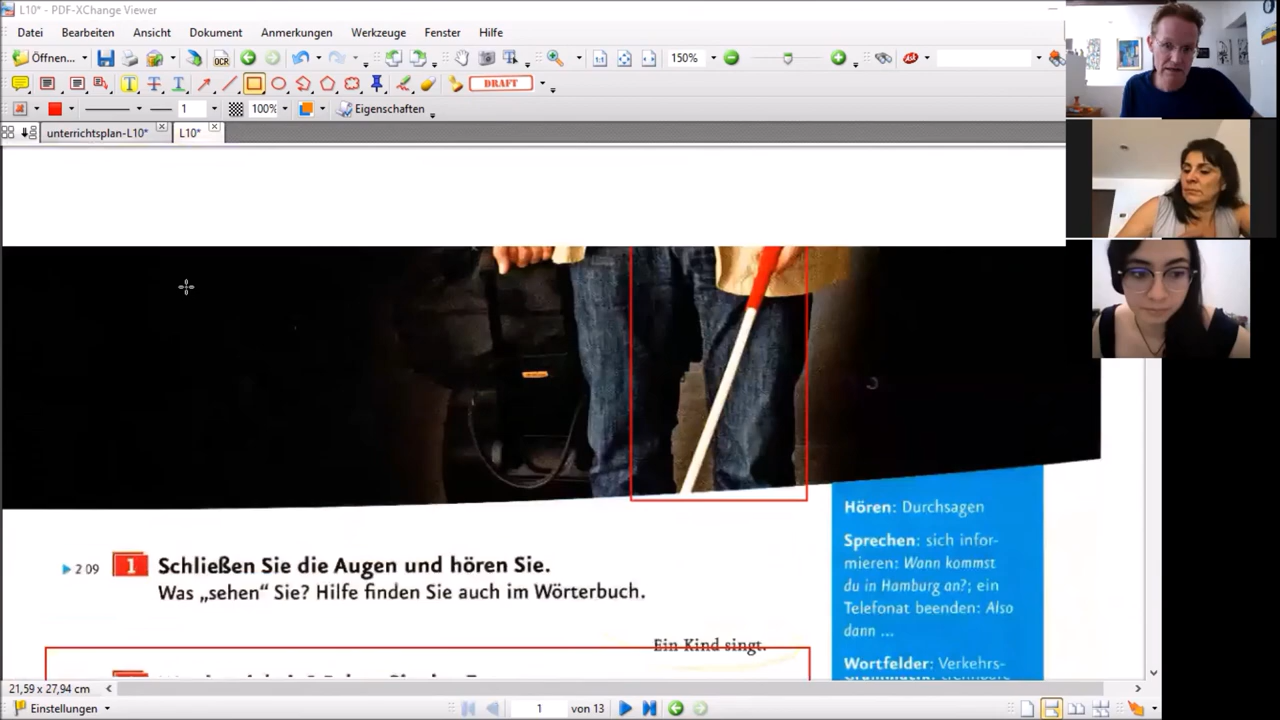 L10* - PDF-XChange Viewer
Datei Bearbeiten Ansicht Dokument Anmerkungen Werkzeuge Fenster Hilfe
Öffnen... OCR 150%
DRAFT
1 100% Eigenschaften
unterrichtsplan-L10* L10*
Hören: Durchsagen
Sprechen: sich infor-
mieren: Wann kommst
du in Hamburg an?; ein
Telefonat beenden: Also
dann ...
Wortfelder: Verkehrs-
2 09 1 Schließen Sie die Augen und hören Sie.
Was „sehen“ Sie? Hilfe finden Sie auch im Wörterbuch.
Ein Kind singt.
21,59 x 27,94 cm
Einstellungen 1 von 13